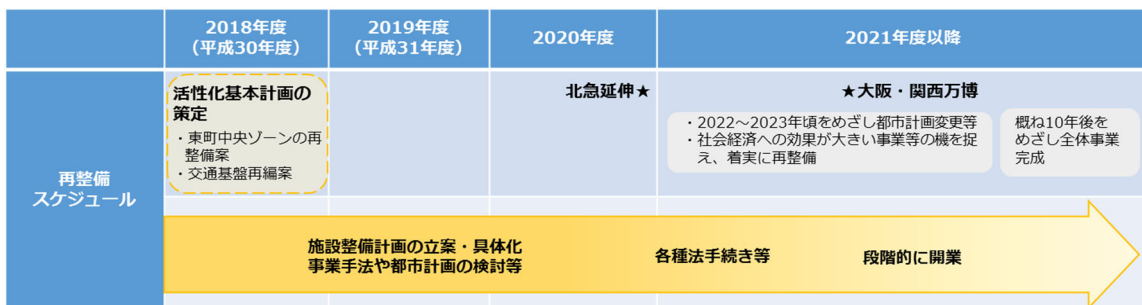 2018年度
（平成30年度）
2019年度
（平成31年度）
2020年度
2021年度以降
再整備
スケジュール
活性化基本計画の
策定
・東町中央ゾーンの再
整備案
・交通基盤再編案
北急延伸★
★大阪・関西万博
・2022～2023年頃をめざし都市計画変更等
・社会経済への効果が大きい事業等の機を捉
え、着実に再整備
概ね10年後を
めざし全体事業
完成
施設整備計画の立案・具体化
事業手法や都市計画の検討等
各種法手続き等
段階的に開業